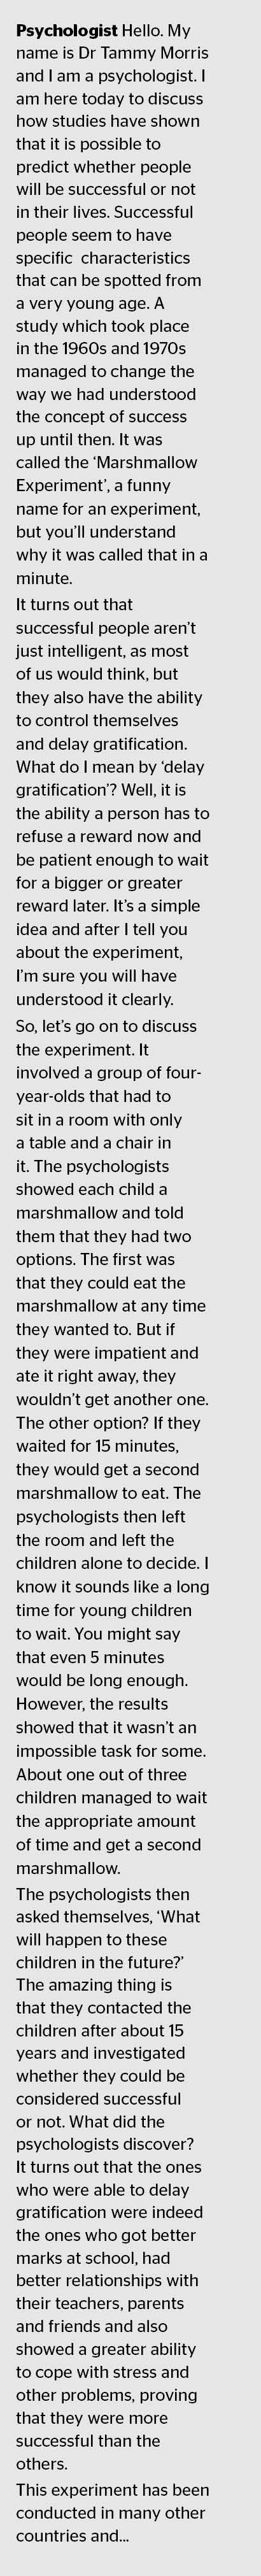 Psychologist Hello. My
name is Dr Tammy Morris
and I am a psychologist. I
am here today to discuss
how studies have shown
that it is possible to
predict whether people
will be successful or not
in their lives. Successful
people seem to have
specific  characteristics
that can be spotted from
a very young age. A
study which took place
in the 1960s and 1970s
managed to change the
way we had understood
the concept of success
up until then. It was
called the ‘Marshmallow
Experiment’, a funny
name for an experiment,
but you’ll understand
why it was called that in a
minute.
It turns out that
successful people aren’t
just intelligent, as most
of us would think, but
they also have the ability
to control themselves
and delay gratification.
What do I mean by ‘delay
gratification’? Well, it is
the ability a person has to
refuse a reward now and
be patient enough to wait
for a bigger or greater
reward later. It’s a simple
idea and after I tell you
about the experiment,
I’m sure you will have
understood it clearly.
So, let’s go on to discuss
the experiment. It
involved a group of four-
year-olds that had to
sit in a room with only
a table and a chair in
it. The psychologists
showed each child a
marshmallow and told
them that they had two
options. The first was
that they could eat the
marshmallow at any time
they wanted to. But if
they were impatient and
ate it right away, they
wouldn’t get another one.
The other option? If they
waited for 15 minutes,
they would get a second
marshmallow to eat. The
psychologists then left
the room and left the
children alone to decide. I
know it sounds like a long
time for young children
to wait. You might say
that even 5 minutes
would be long enough.
However, the results
showed that it wasn’t an
impossible task for some.
About one out of three
children managed to wait
the appropriate amount
of time and get a second
marshmallow.
The psychologists then
asked themselves, ‘What
will happen to these
children in the future?’
The amazing thing is
that they contacted the
children after about 15
years and investigated
whether they could be
considered successful
or not. What did the
psychologists discover?
It turns out that the ones
who were able to delay
gratification were indeed
the ones who got better
marks at school, had
better relationships with
their teachers, parents
and friends and also
showed a greater ability
to cope with stress and
other problems, proving
that they were more
successful than the
others.
This experiment has been
conducted in many other
countries and...